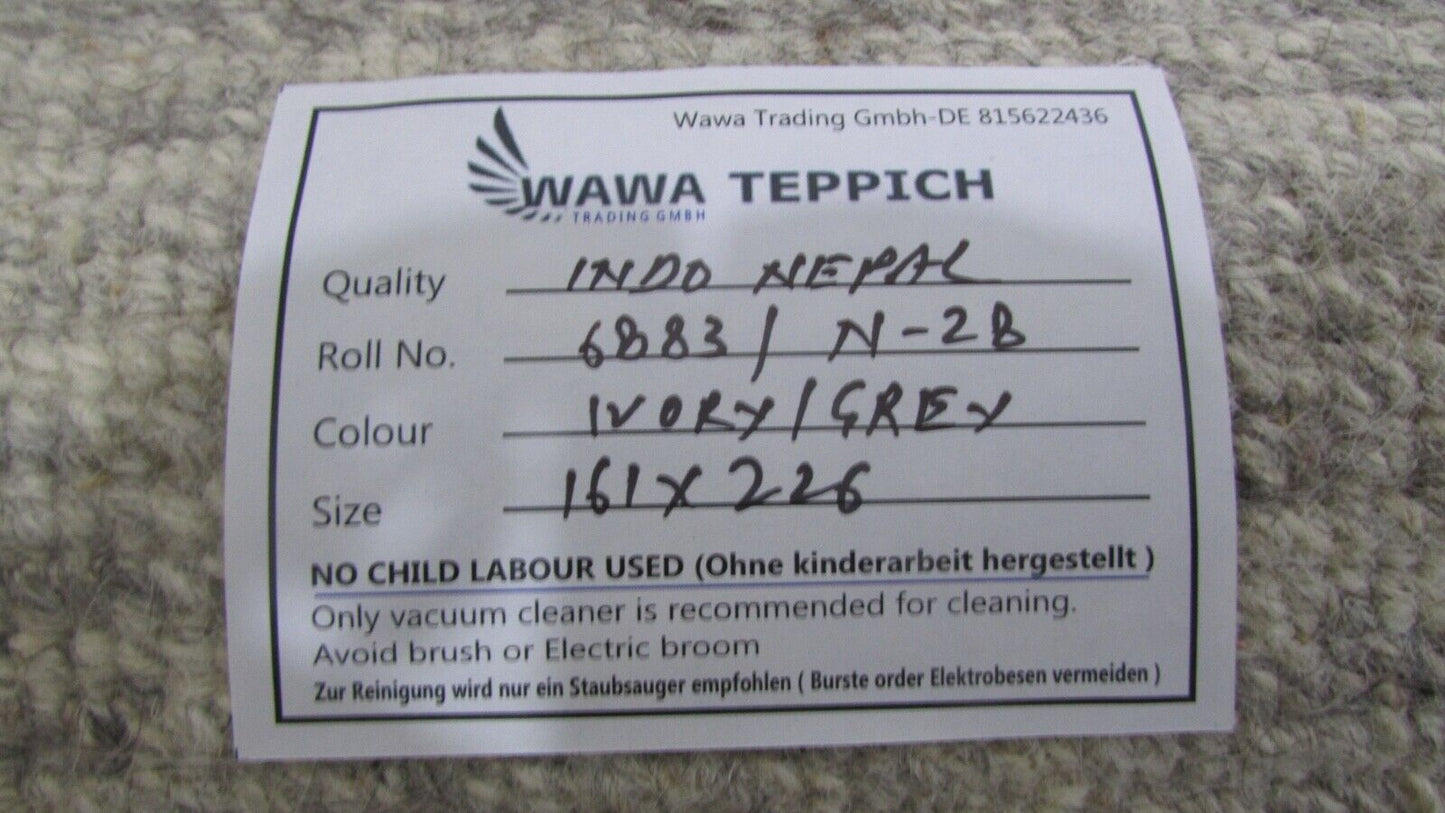 Wawa Trading Gmbh-DE 815622436
WAWA TEPPICH
TRADING GMBH
Quality INDO NEPAL
Roll No. 6883 / N-2B
Colour IVORY / GREY
Size 161 X 226
NO CHILD LABOUR USED (Ohne kinderarbeit hergestellt )
Only vacuum cleaner is recommended for cleaning.
Avoid brush or Electric broom
Zur Reinigung wird nur ein Staubsauger empfohlen ( Burste order Elektrobesen vermeiden )